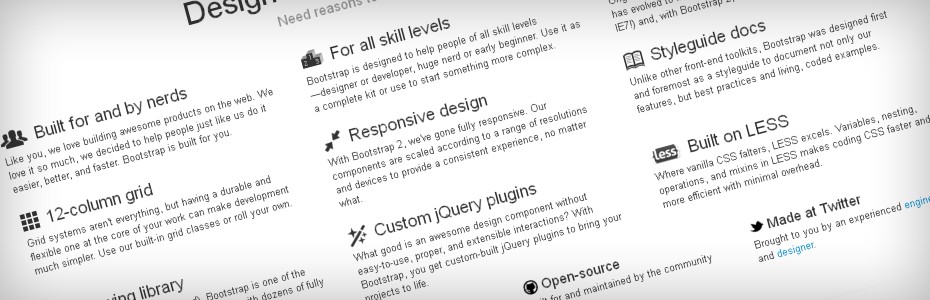 Design
Need reasons
Built for and by nerds
Like you, we love building awesome products on the web. We
love it so much, we decided to help people just like us do it
easier, better, and faster. Bootstrap is built for you.
12-column grid
Grid systems aren't everything, but having a durable and
flexible one at the core of your work can make development
much simpler. Use our built-in grid classes or roll your own.
library
Bootstrap is one of the
with dozens of fully
For all skill levels
Bootstrap is designed to help people of all skill levels
—designer or developer, huge nerd or early beginner. Use it as
a complete kit or use to start something more complex.
Responsive design
With Bootstrap 2, we've gone fully responsive. Our
components are scaled according to a range of resolutions
and devices to provide a consistent experience, no matter
what.
Custom jQuery plugins
What good is an awesome design component without
easy-to-use, proper, and extensible interactions? With
Bootstrap, you get custom-built jQuery plugins to bring your
projects to life.
Open-source
for and maintained by the community
has evolved to
IE7!) and, with Bootstrap 2,
Styleguide docs
Unlike other front-end toolkits, Bootstrap was designed first
and foremost as a styleguide to document not only our
features, but best practices and living, coded examples.
less
Built on LESS
Where vanilla CSS falters, LESS excels. Variables, nesting,
operations, and mixins in LESS makes coding CSS faster and
more efficient with minimal overhead.
Made at Twitter
Brought to you by an experienced
and designer.